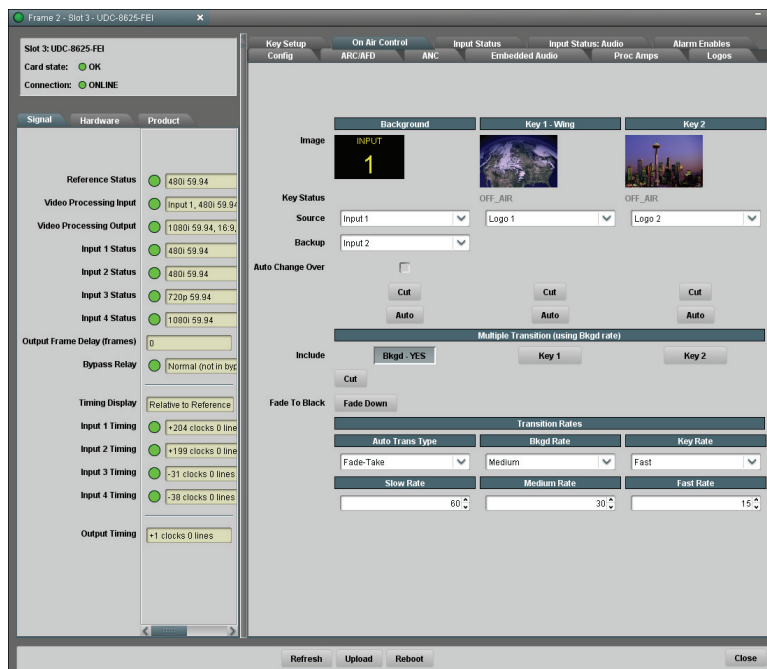 Frame 2 - Slot 3 - UDC-8625-FEI
Slot 3: UDC-8625-FEI
Card state: OK
Connection: ONLINE
Signal Hardware Product
Reference Status 480i 59.94
Video Processing Input Input 1, 480i 59.94
Video Processing Output 1080i 59.94, 16:9,
Input 1 Status 480i 59.94
Input 2 Status 480i 59.94
Input 3 Status 720p 59.94
Input 4 Status 1080i 59.94
Output Frame Delay (frames) 0
Bypass Relay Normal (not in byp
Timing Display Relative to Reference
Input 1 Timing +204 clocks 0 line
Input 2 Timing +199 clocks 0 line
Input 3 Timing -31 clocks 0 lines
Input 4 Timing -38 clocks 0 lines
Output Timing +1 clocks 0 lines
Key Setup On Air Control Input Status Input Status: Audio Alarm Enables
Config ARC/AFD ANC Embedded Audio Proc Amps Logos
Background Key 1 - Wing Key 2
Image INPUT
1
Key Status OFF_AIR OFF_AIR
Source Input 1 Logo 1 Logo 2
Backup Input 2
Auto Change Over
Cut Cut Cut
Auto Auto Auto
Multiple Transition (using Bkgd rate)
Include Bkgd - YES Key 1 Key 2
Cut
Fade To Black Fade Down
Transition Rates
Auto Trans Type Bkgd Rate Key Rate
Fade-Take Medium Fast
Slow Rate Medium Rate Fast Rate
60 30 15
Refresh Upload Reboot Close